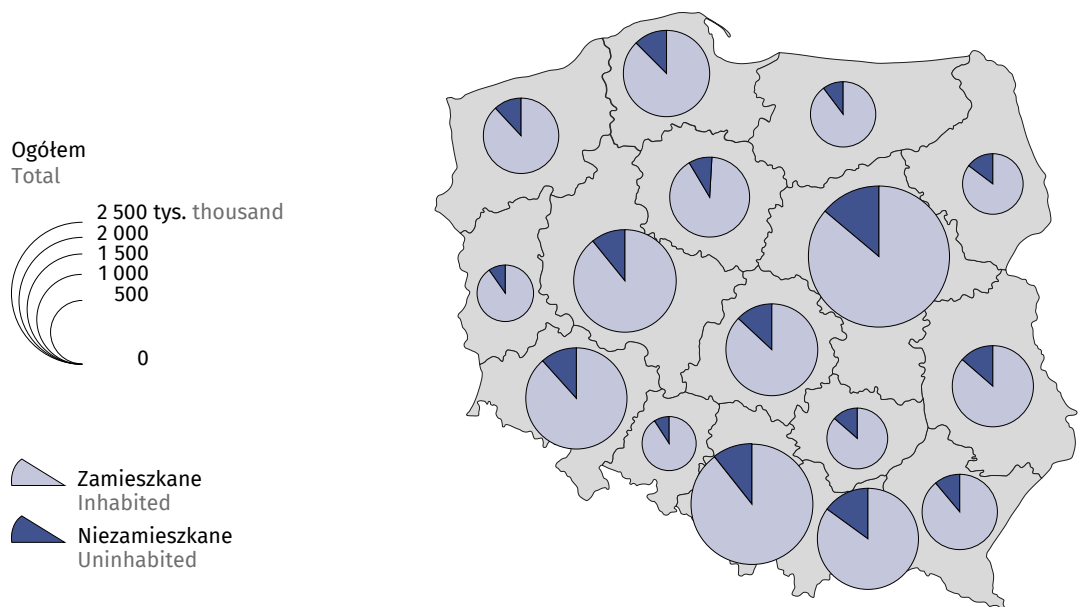 Ogółem
Total
2 500 tys. thousand
2 000
1 500
1 000
500
0
Zamieszkane
Inhabited
Niezamieszkane
Uninhabited